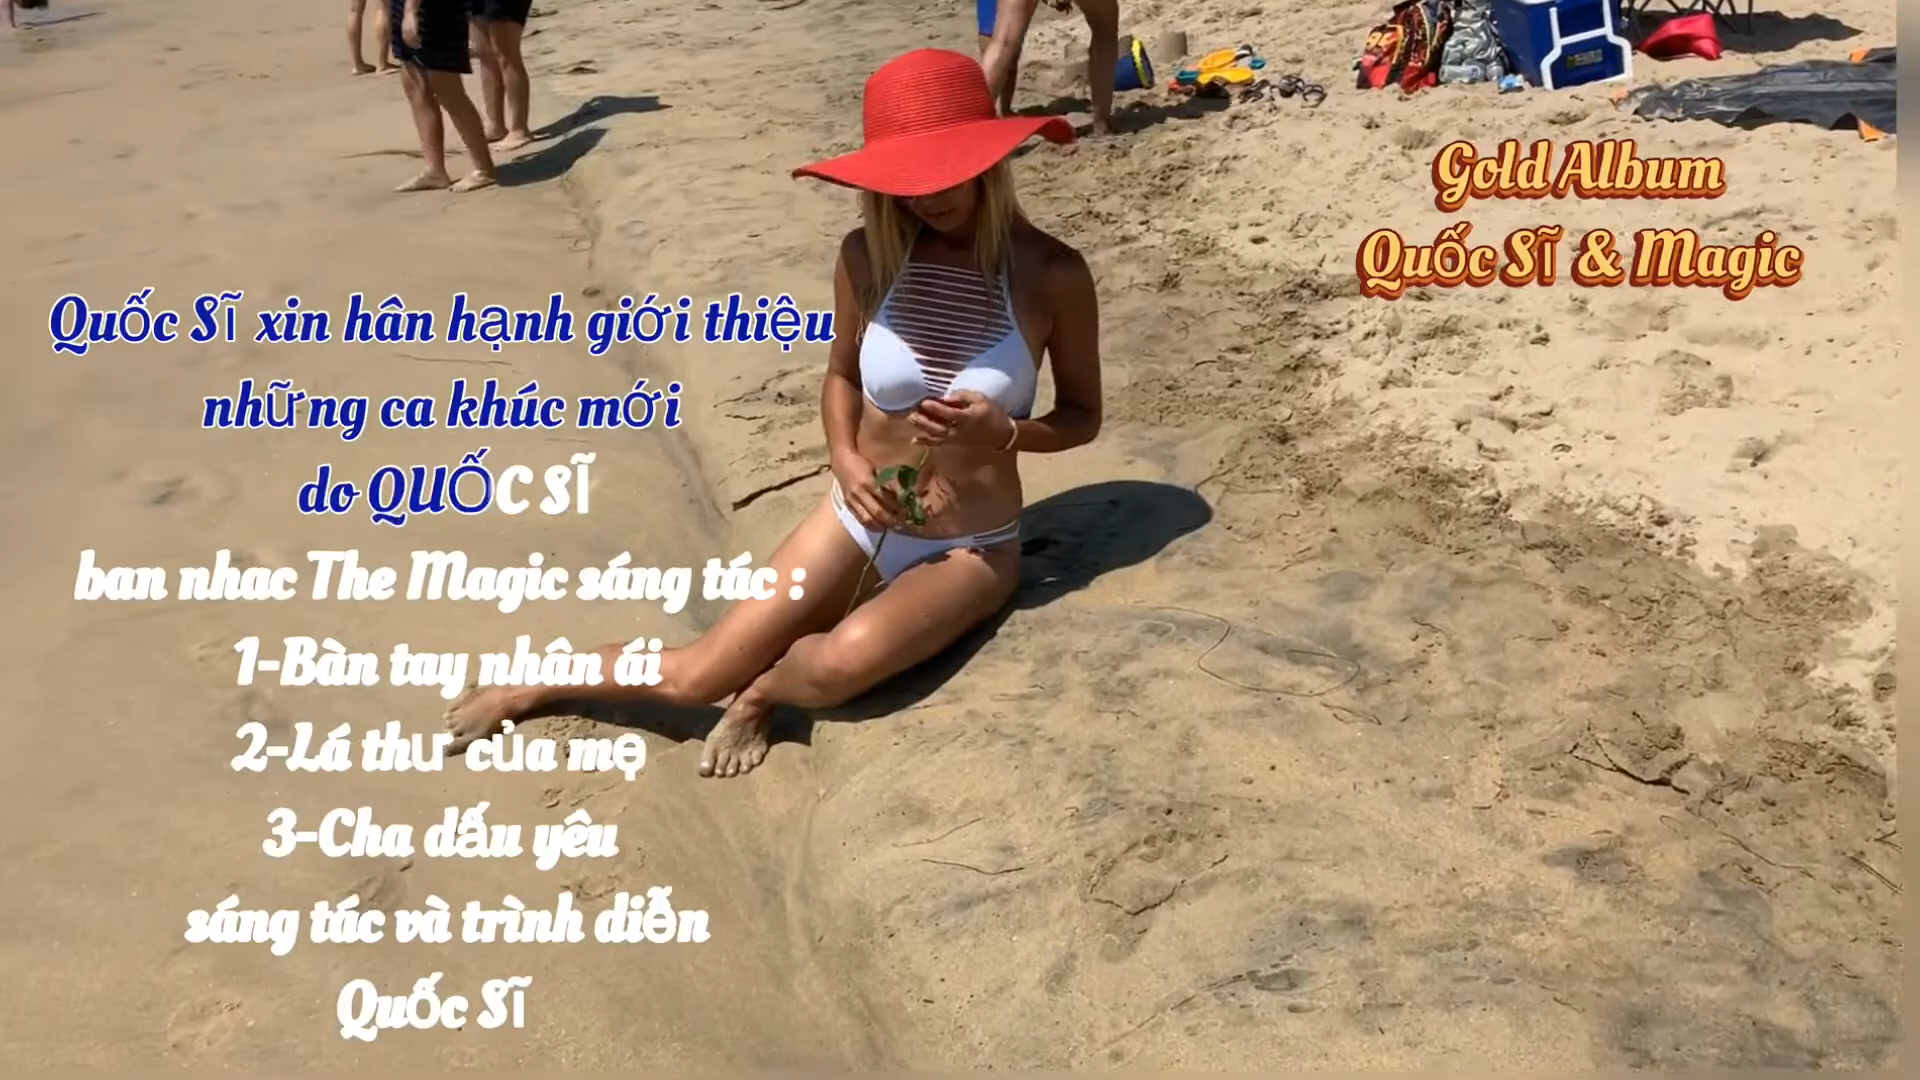 Gold Album
Quốc Sĩ & Magic
Quốc Sĩ xin hân hạnh giới thiệu
những ca khúc mới
do QUỐC SĨ
ban nhac The Magic sáng tác :
1-Bàn tay nhân ái
2-Lá thư của mẹ
3-Cha dấu yêu
sáng tác và trình diễn
Quốc Sĩ